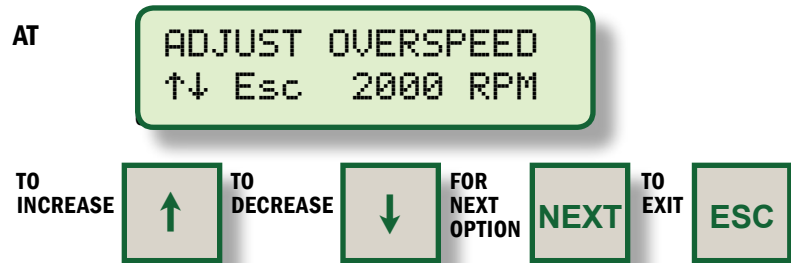 AT
ADJUST OVERSPEED
↑↓ Esc 2000 RPM
TO
INCREASE
↑
TO
DECREASE
↓
FOR
NEXT
OPTION
NEXT
TO
EXIT
ESC